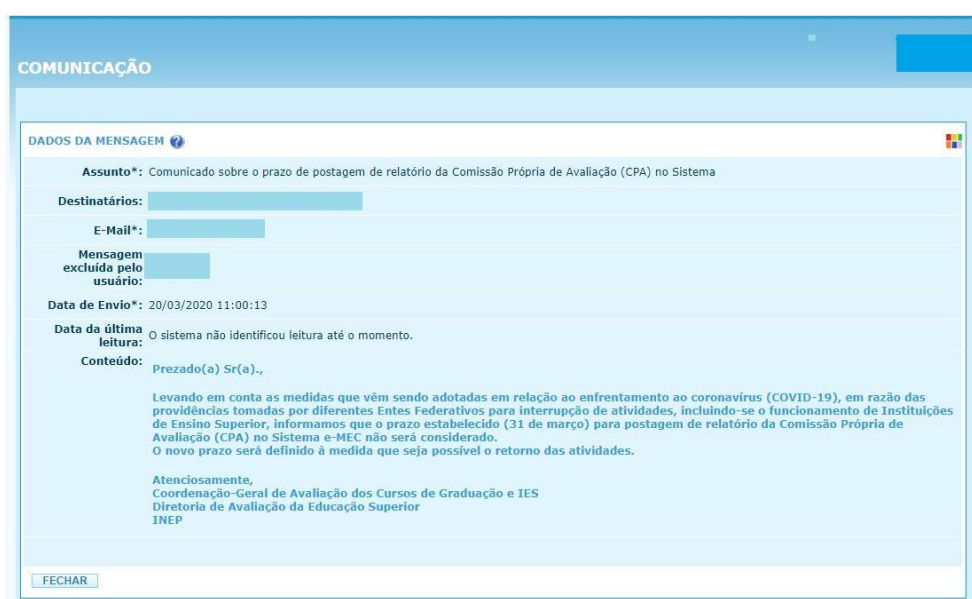 COMUNICAÇÃO
DADOS DA MENSAGEM
Assunto*: Comunicado sobre o prazo de postagem de relatório da Comissão Própria de Avaliação (CPA) no Sistema
Destinatários:
E-Mail*:
Mensagem
excluída pelo
usuário:
Data de Envio*: 20/03/2020 11:00:13
Data da última
leitura: O sistema não identificou leitura até o momento.
Conteúdo:
Prezado(a) Sr(a).,
Levando em conta as medidas que vêm sendo adotadas em relação ao enfrentamento ao coronavírus (COVID-19), em razão das
providências tomadas por diferentes Entes Federativos para interrupção de atividades, incluindo-se o funcionamento de Instituições
de Ensino Superior, informamos que o prazo estabelecido (31 de março) para postagem de relatório da Comissão Própria de
Avaliação (CPA) no Sistema e-MEC não será considerado.
O novo prazo será definido à medida que seja possível o retorno das atividades.
Atenciosamente,
Coordenação-Geral de Avaliação dos Cursos de Graduação e IES
Diretoria de Avaliação da Educação Superior
INEP
FECHAR